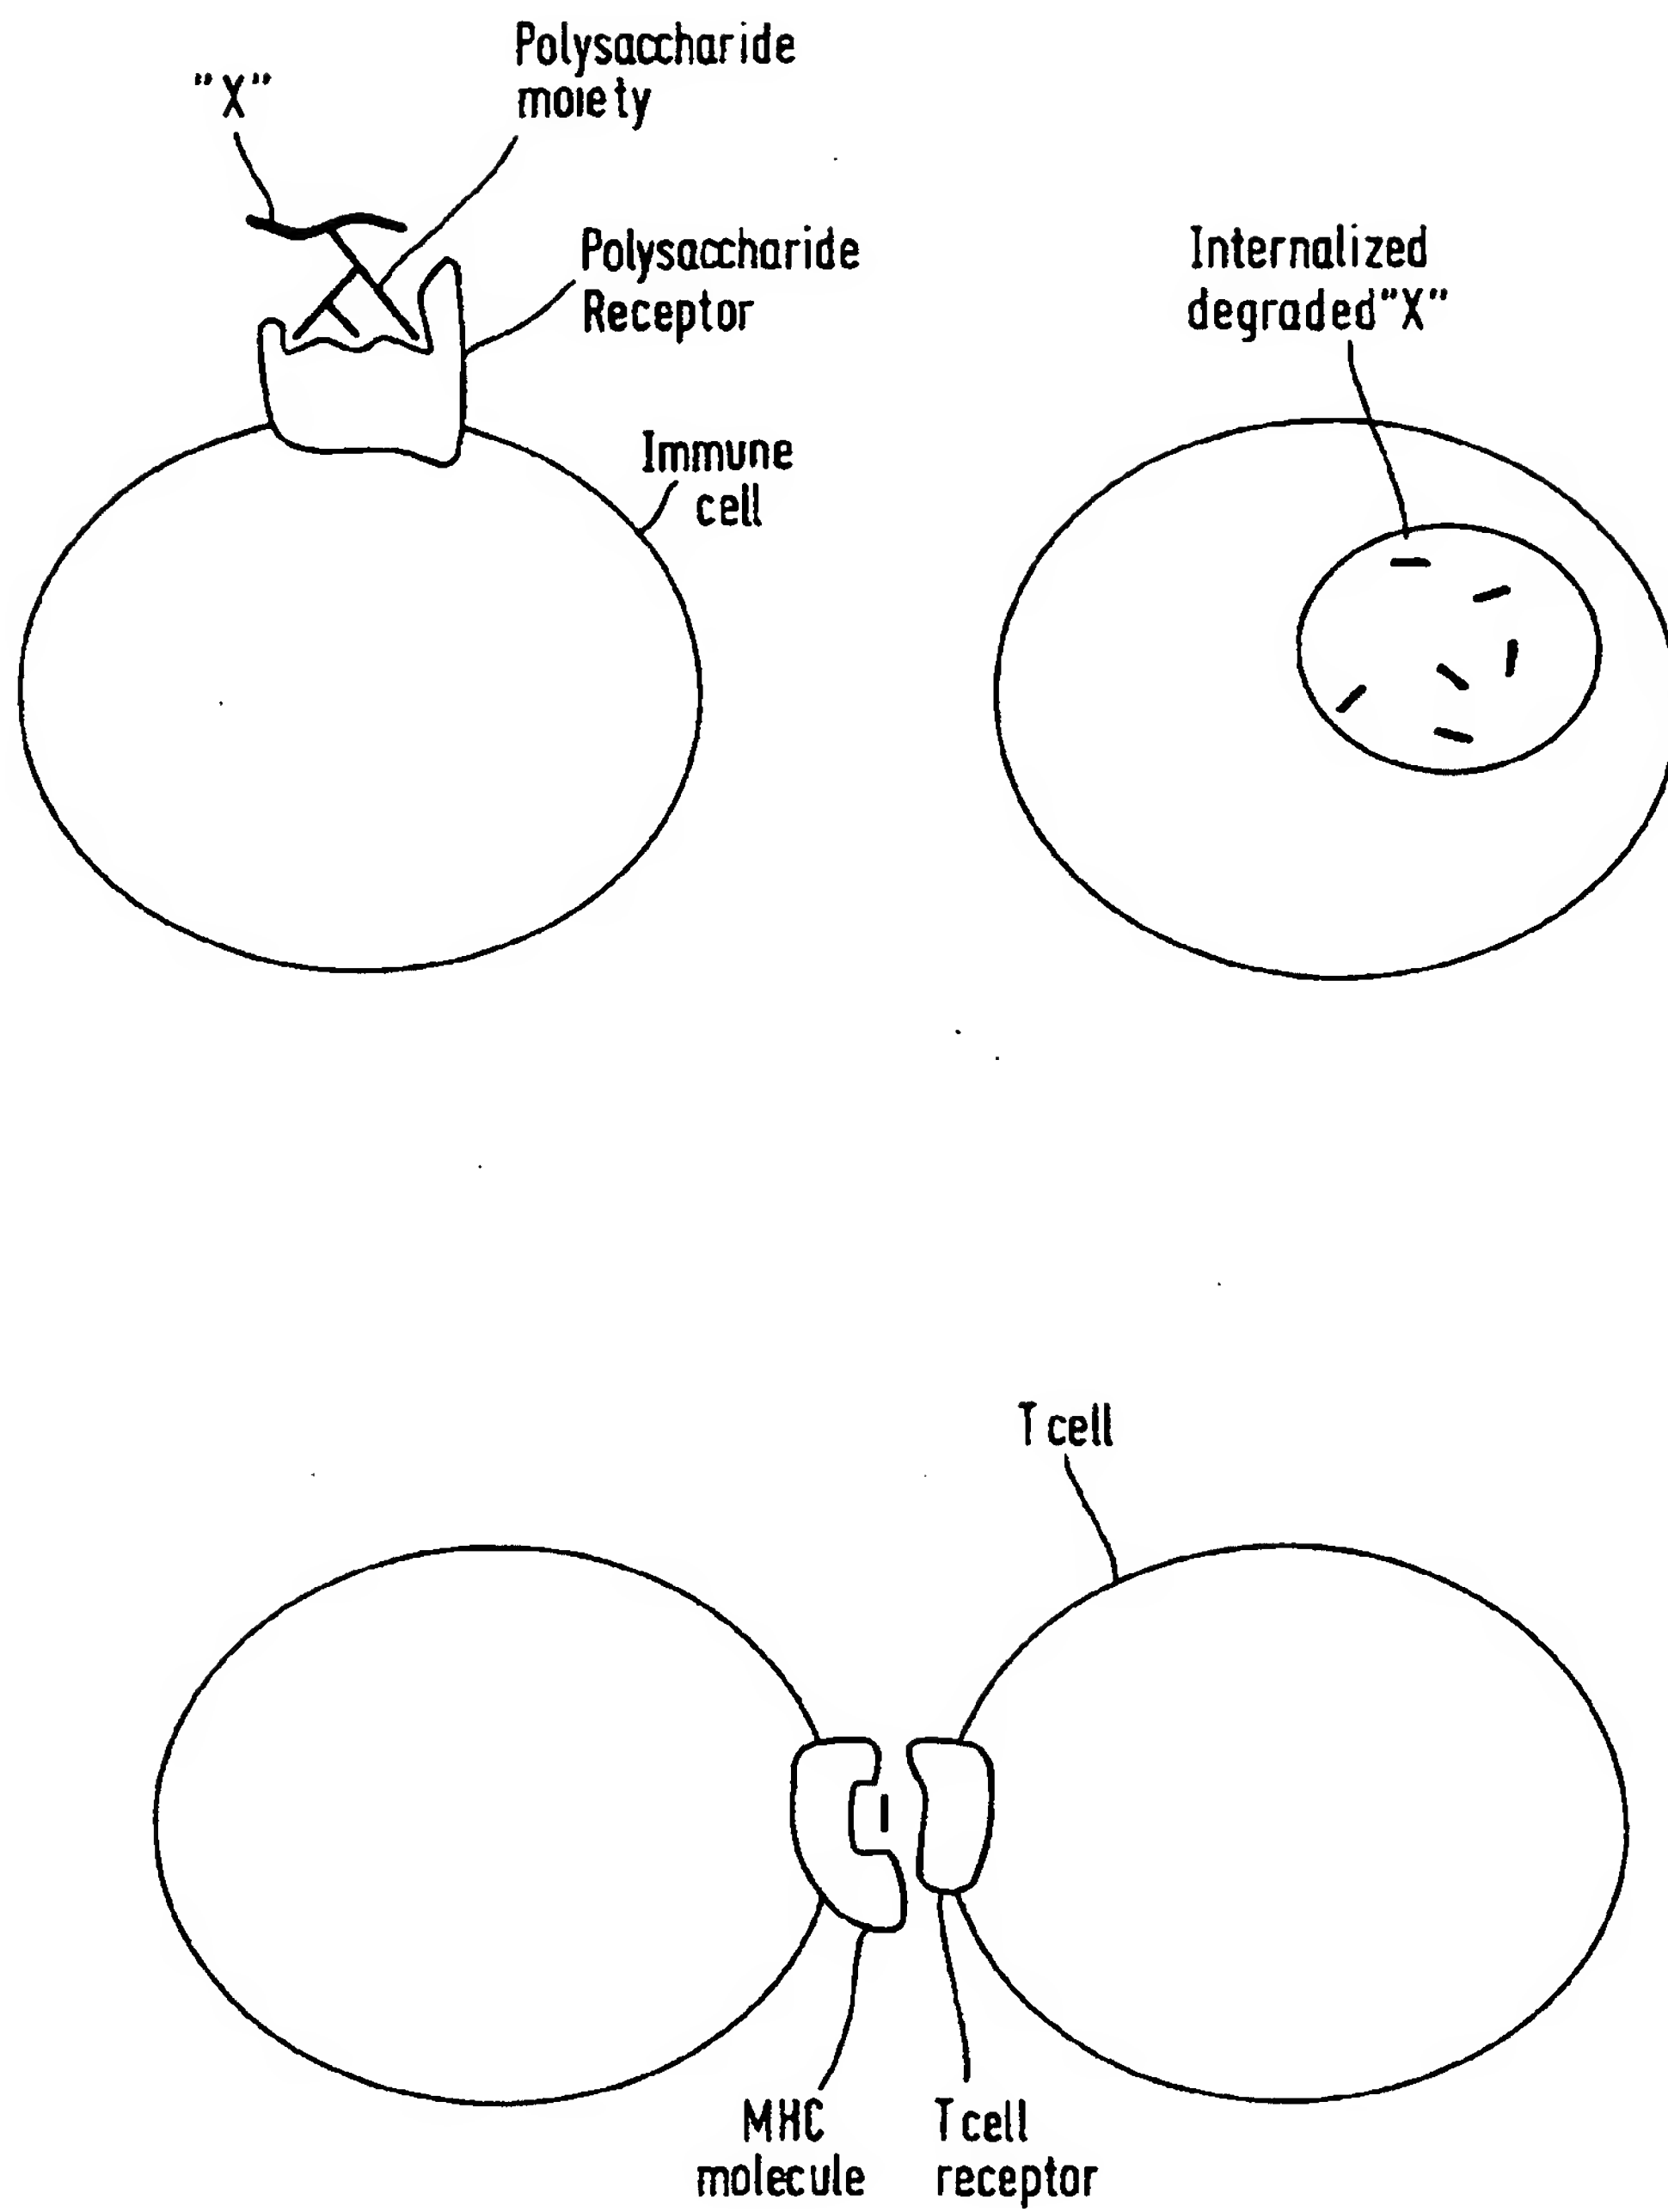 "X"
Polysaccharide
moiety
Polysaccharide
Receptor
Immune
cell
Internalized
degraded"X"
T cell
MHC
molecule
T cell
receptor